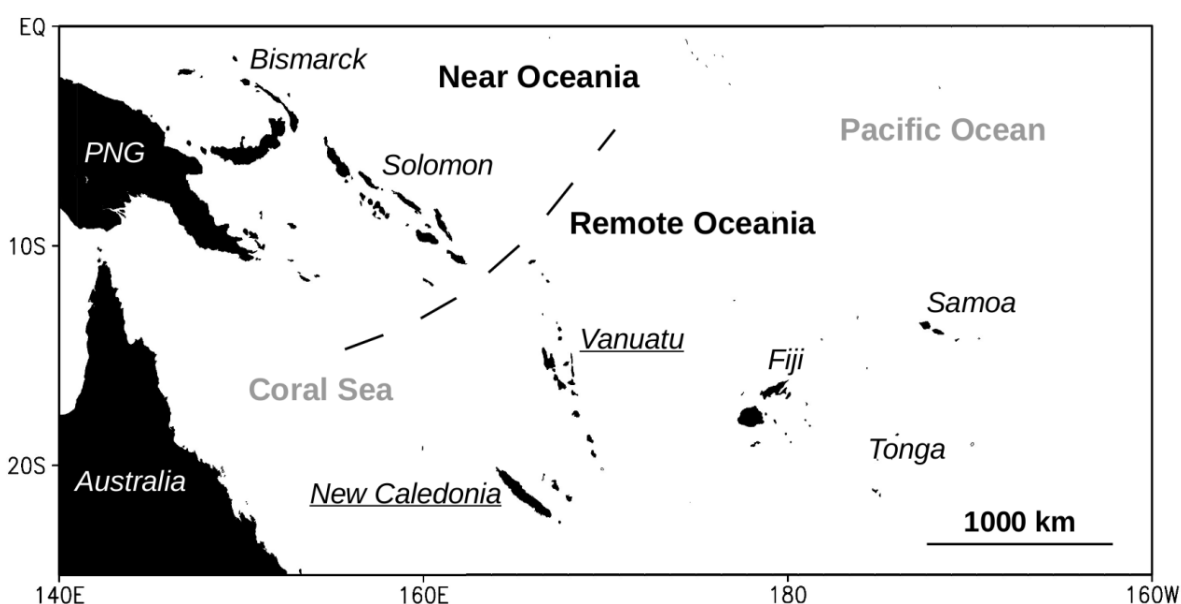 EQ
Bismarck
Near Oceania
Pacific Ocean
PNG
Solomon
Remote Oceania
10S
Samoa
Vanuatu
Fiji
Coral Sea
Tonga
20S
Australia
New Caledonia
1000 km
140E
160E
180
160W